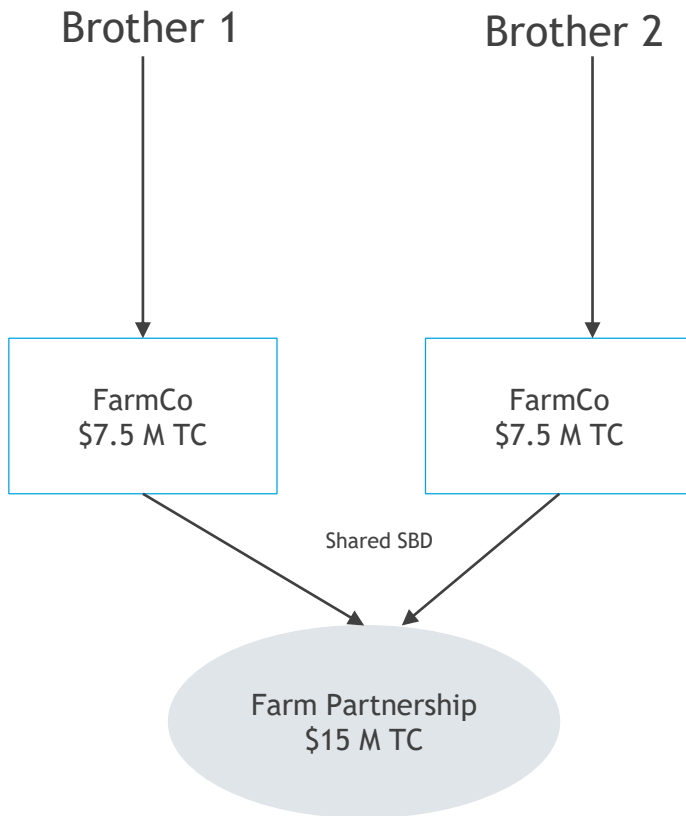 Brother 1
Brother 2
FarmCo
$7.5 M TC
FarmCo
$7.5 M TC
Shared SBD
Farm Partnership
$15 M TC